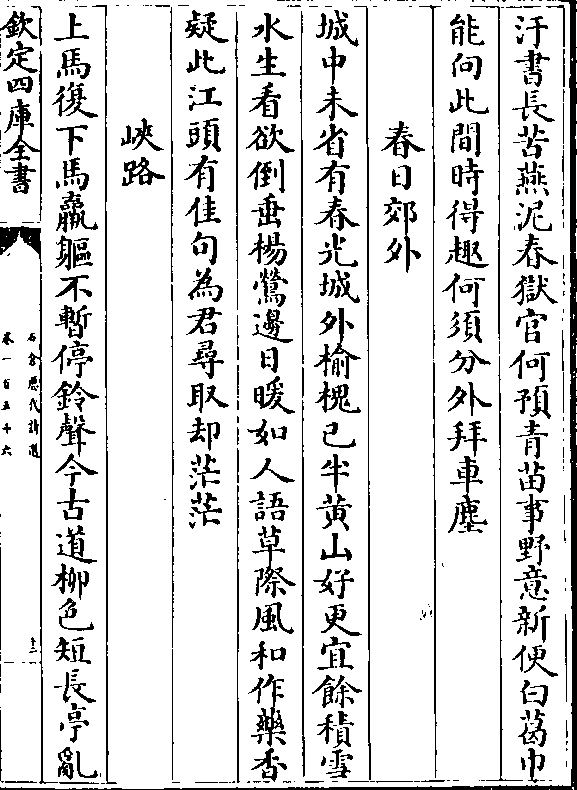 汙書長苦燕泥春獄官何預青苗事野意新便白葛巾
能向此間時得趣何須分外拜車塵
春日郊外
城中未省有春光城外榆槐已半黄山好更宜餘積雪
水生看欲倒垂楊鶯邊日暖如人語草際風和作藥香
疑此江頭有佳句為君尋取却茫茫
峽路
上馬復下馬羸軀不暫停鈴聲今古道柳色短長亭亂
欽定四庫全書
石倉歷代詩選
卷一百五十六
十二